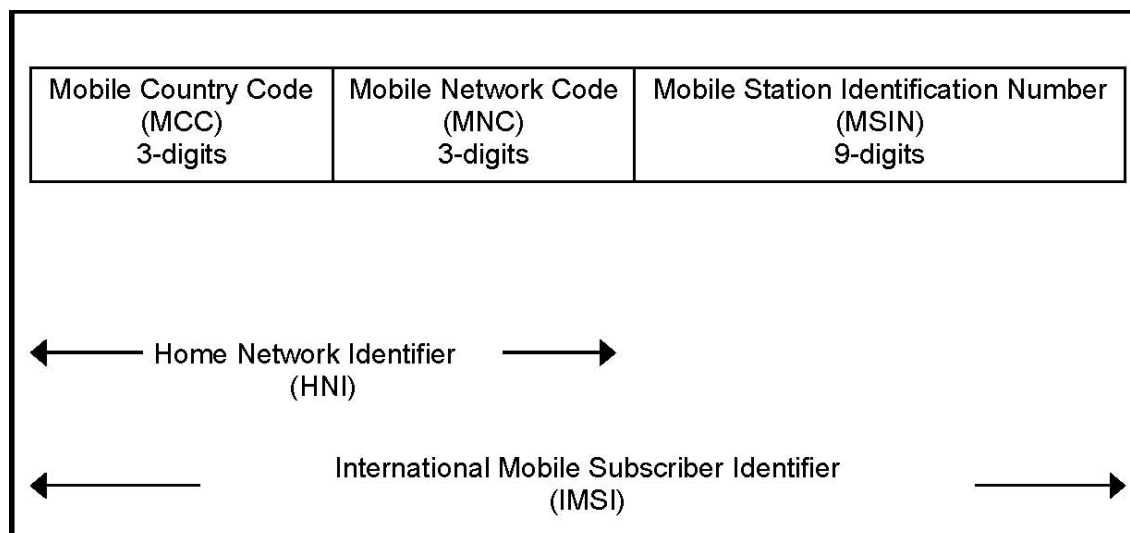 Mobile Country Code
(MCC)
3-digits
Mobile Network Code
(MNC)
3-digits
Mobile Station Identification Number
(MSIN)
9-digits
Home Network Identifier
(HNI)
International Mobile Subscriber Identifier
(IMSI)